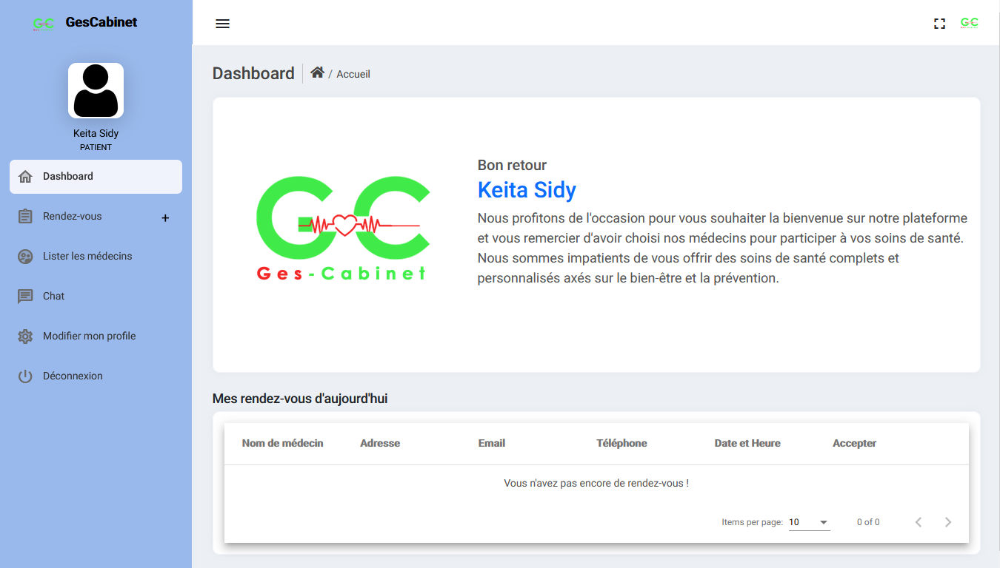 GesCabinet
Keita Sidy
PATIENT
Dashboard
Rendez-vous +
Lister les médecins
Chat
Modifier mon profile
Déconnexion
GC
Dashboard / Accueil
GC
Ges-Cabinet
Bon retour
Keita Sidy
Nous profitons de l'occasion pour vous souhaiter la bienvenue sur notre plateforme
et vous remercier d'avoir choisi nos médecins pour participer à vos soins de santé.
Nous sommes impatients de vous offrir des soins de santé complets et
personnalisés axés sur le bien-être et la prévention.
Mes rendez-vous d'aujourd'hui
Nom de médecin Adresse Email Téléphone Date et Heure Accepter
Vous n'avez pas encore de rendez-vous !
Items per page: 10 0 of 0